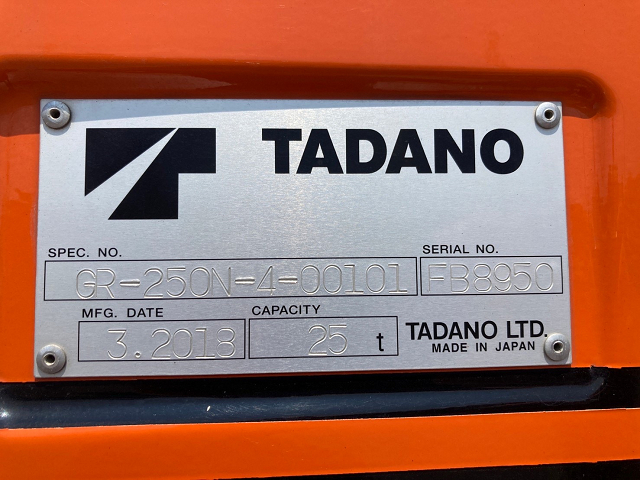 TADANO
SPEC. NO. SERIAL NO.
GR-250N-4-00101 FB8950
MFG. DATE CAPACITY
3.2018 25 t TADANO LTD.
MADE IN JAPAN